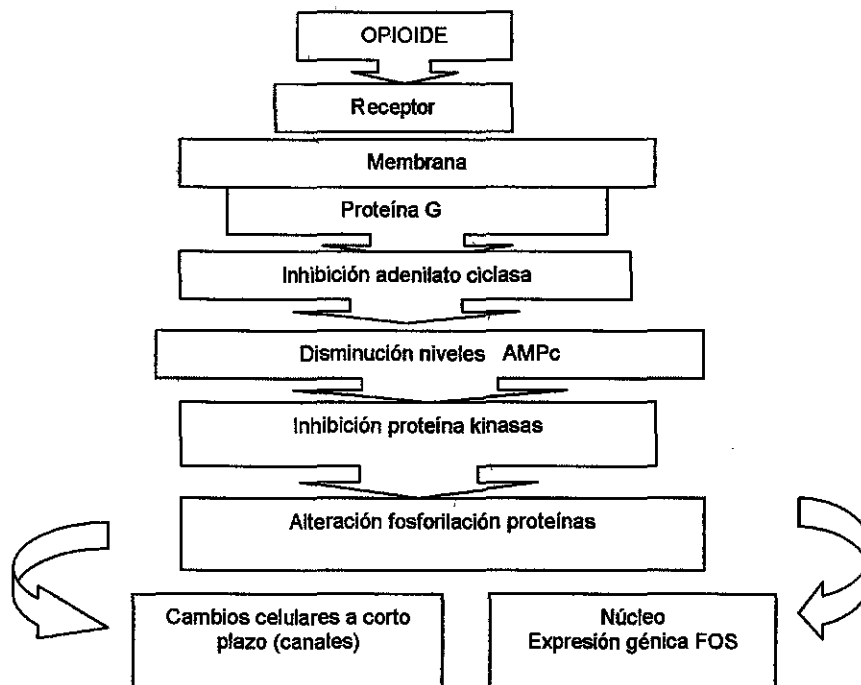 OPIOIDE
Receptor
Membrana
Proteína G
Inhibición adenilato ciclasa
Disminución niveles AMPc
Inhibición proteína kinasas
Alteración fosforilación proteínas
Cambios celulares a corto
plazo (canales)
Núcleo
Expresión génica FOS